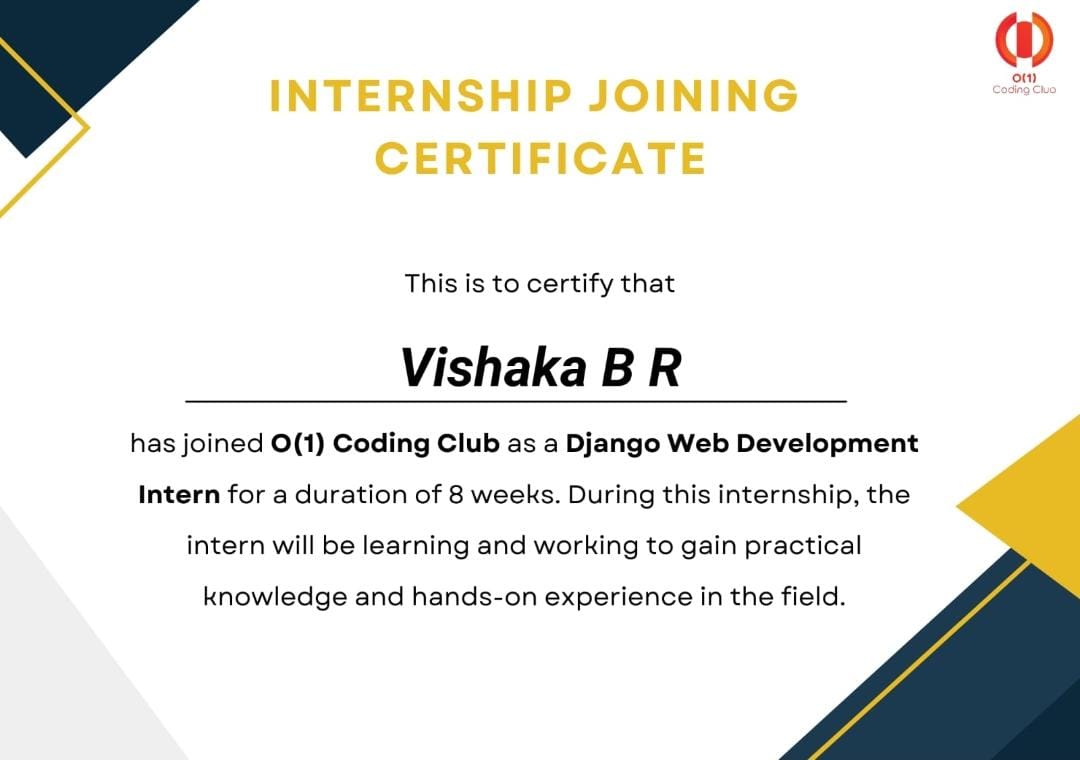 O(1)
Coding Club
INTERNSHIP JOINING
CERTIFICATE
This is to certify that
Vishaka B R
has joined O(1) Coding Club as a Django Web Development
Intern for a duration of 8 weeks. During this internship, the
intern will be learning and working to gain practical
knowledge and hands-on experience in the field.